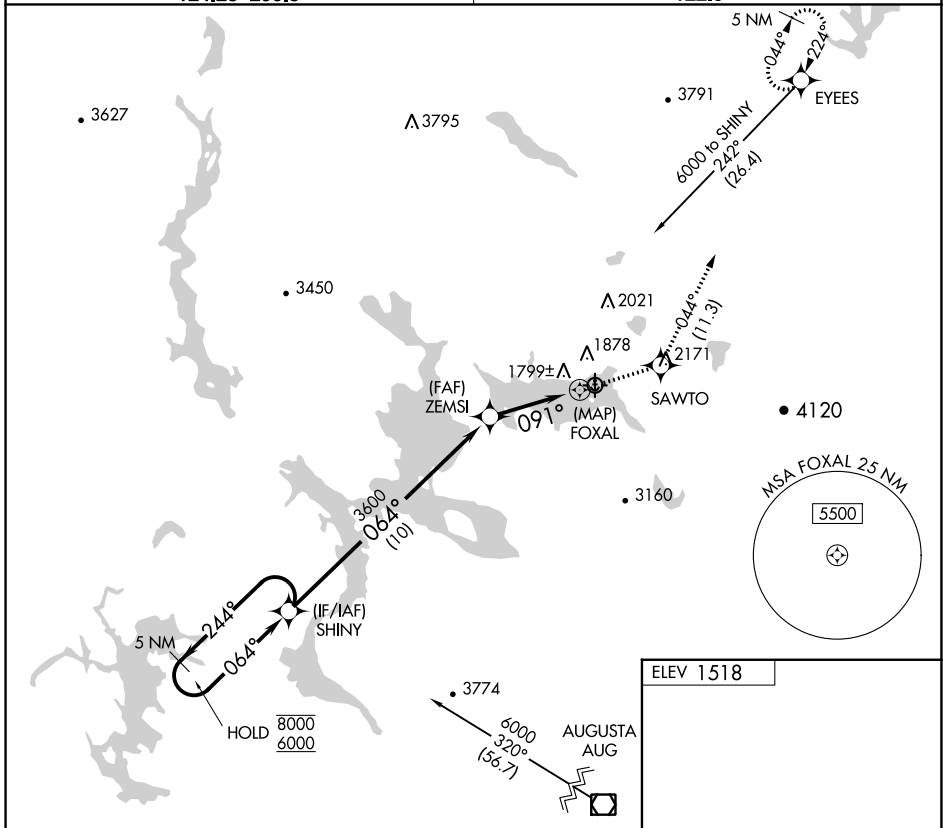 5 NM
044°
224°
EYEES
3791
3627
3795
6000 to SHINY
242°
(26.4)
3450
2021
044°
(11.3)
1878
1799±
2171
(FAF)
ZEMSI
SAWTO
091°
(MAP)
FOXAL
4120
MSA FOXAL 25 NM
5500
3160
3600
064°
(10)
244°
(IF/IAF)
SHINY
5 NM
064°
HOLD
8000
6000
3774
6000
320°
(56.7)
AUGUSTA
AUG
ELEV 1518